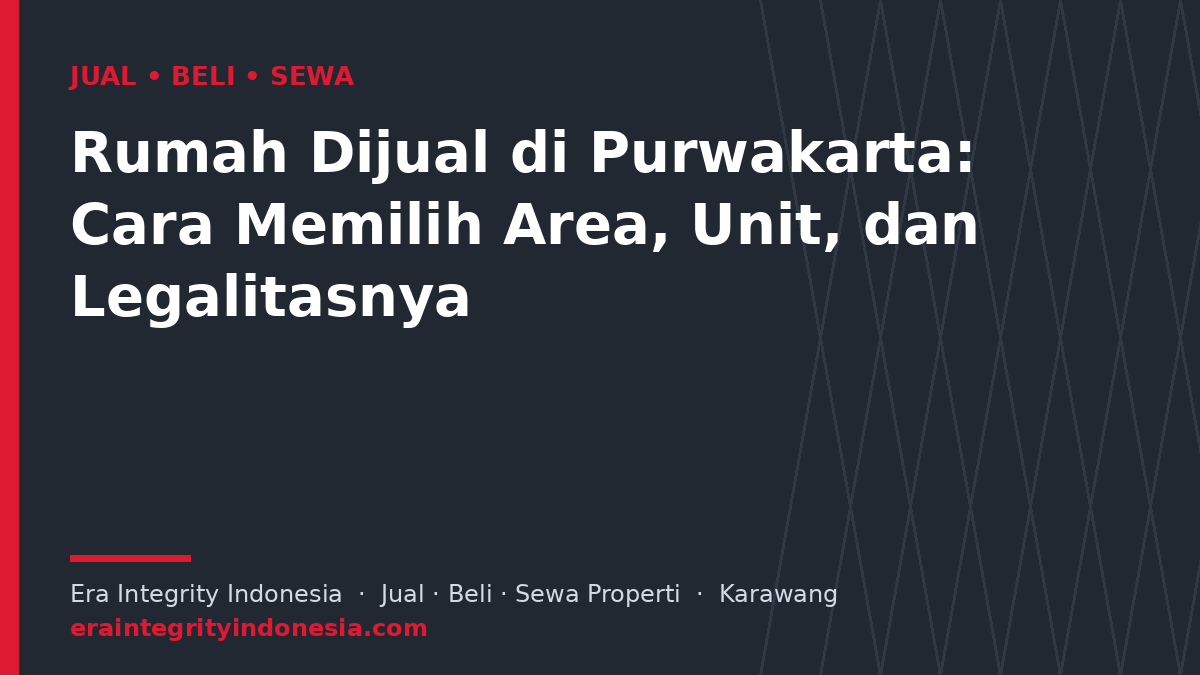 JUAL • BELI • SEWA
Rumah Dijual di Purwakarta:
Cara Memilih Area, Unit, dan
Legalitasnya
Era Integrity Indonesia · Jual · Beli · Sewa Properti · Karawang
eraintegrityindonesia.com